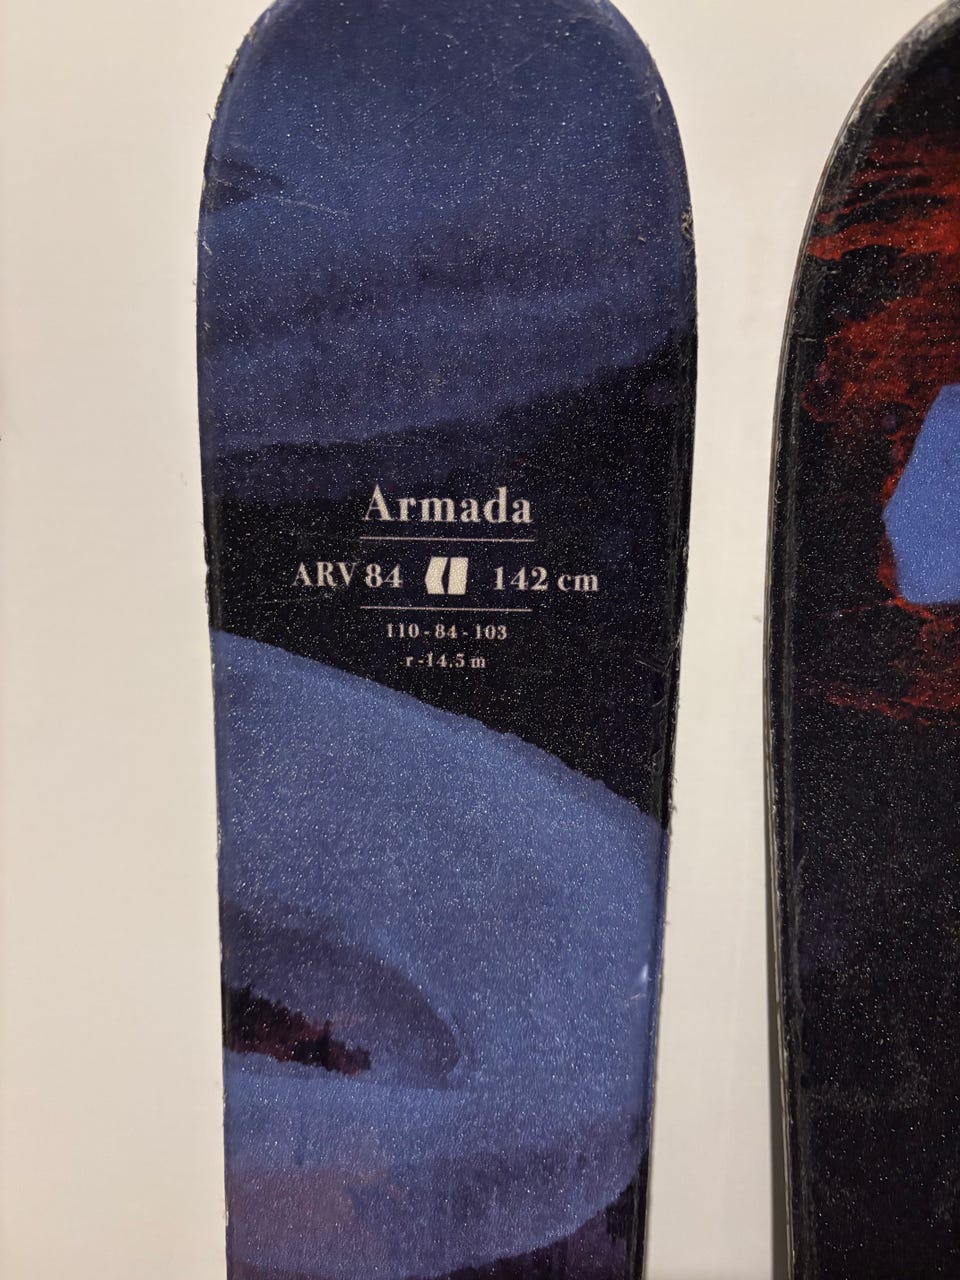 Armada
ARV 84 142 cm
110 - 84 - 103
r -14.5 m